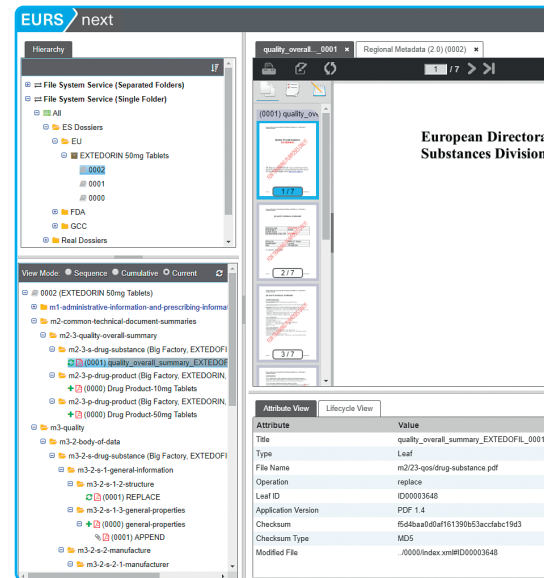 EURS next
Hierarchy
File System Service (Separated Folders)
File System Service (Single Folder)
All
ES Dossiers
EU
EXTEDORIN 50mg Tablets
0002
0001
0000
FDA
GCC
Real Dossiers
View Mode: Sequence Cumulative Current
0002 (EXTEDORIN 50mg Tablets)
m1-administrative-information-and-prescribing-informat
m2-common-technical-document-summaries
m2-3-quality-overall-summary
m2-3-s-drug-substance (Big Factory, EXTEDOFI
(0001) quality_overall_summary_EXTEDOF
m2-3-p-drug-product (Big Factory, EXTEDORIN,
(0000) Drug Product-10mg Tablets
m2-3-p-drug-product (Big Factory, EXTEDORIN,
(0000) Drug Product-50mg Tablets
m3-quality
m3-2-body-of-data
m3-2-s-drug-substance (Big Factory, EXTEDOFI
m3-2-s-1-general-information
m3-2-s-1-2-structure
(0001) REPLACE
m3-2-s-1-3-general-properties
(0000) general-properties
(0001) APPEND
m3-2-s-2-manufacture
m3-2-s-2-1-manufacturer
quality_overall..._0001 × Regional Metadata (2.0) (0002) ×
1 / 7
(0001) quality_ove
1 / 7
2 / 7
3 / 7
European Directora
Substances Division
Attribute View Lifecycle View
Attribute Value
Title quality_overall_summary_EXTEDOFIL_0001
Type Leaf
File Name m2/23-qos/drug-substance.pdf
Operation replace
Leaf ID ID00003648
Application Version PDF 1.4
Checksum f5d4baa0d0af161390b53accfabc19d3
Checksum Type MD5
Modified File ../0000/index.xml#ID00003648